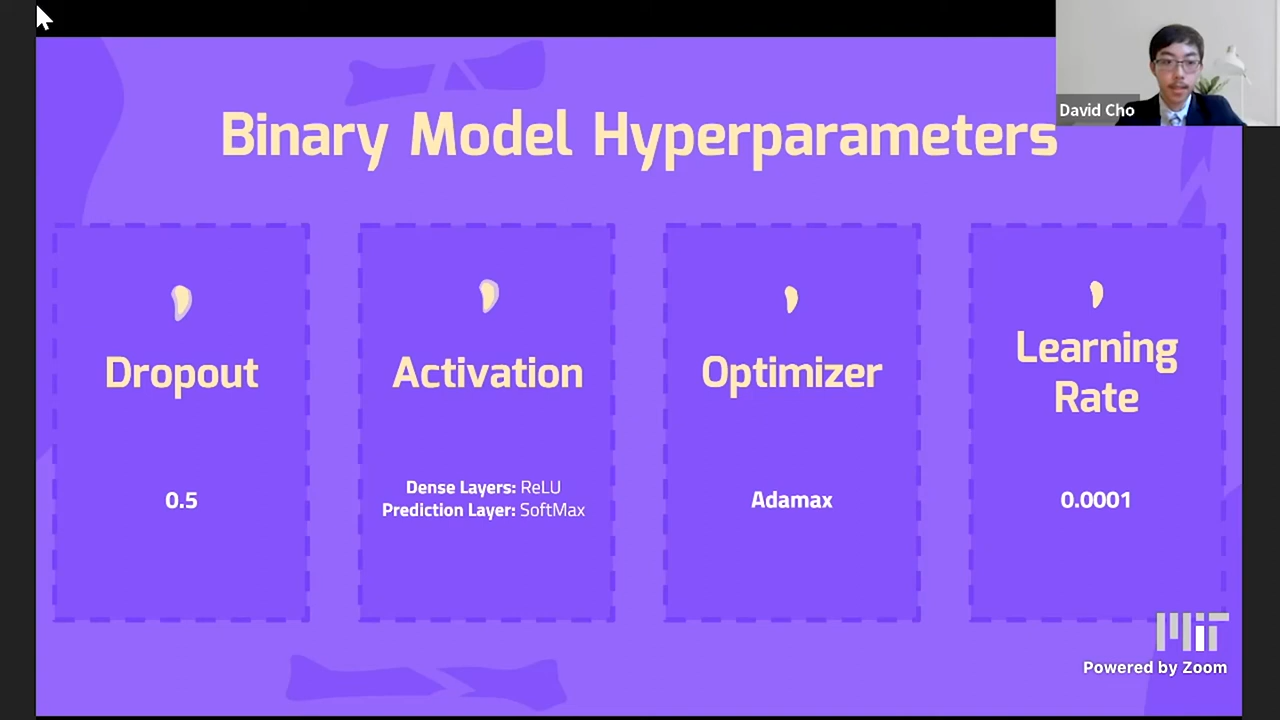 David Cho
Binary Model Hyperparameters
Dropout
0.5
Activation
Dense Layers: ReLU
Prediction Layer: SoftMax
Optimizer
Adamax
Learning
Rate
0.0001
MIT
Powered by Zoom